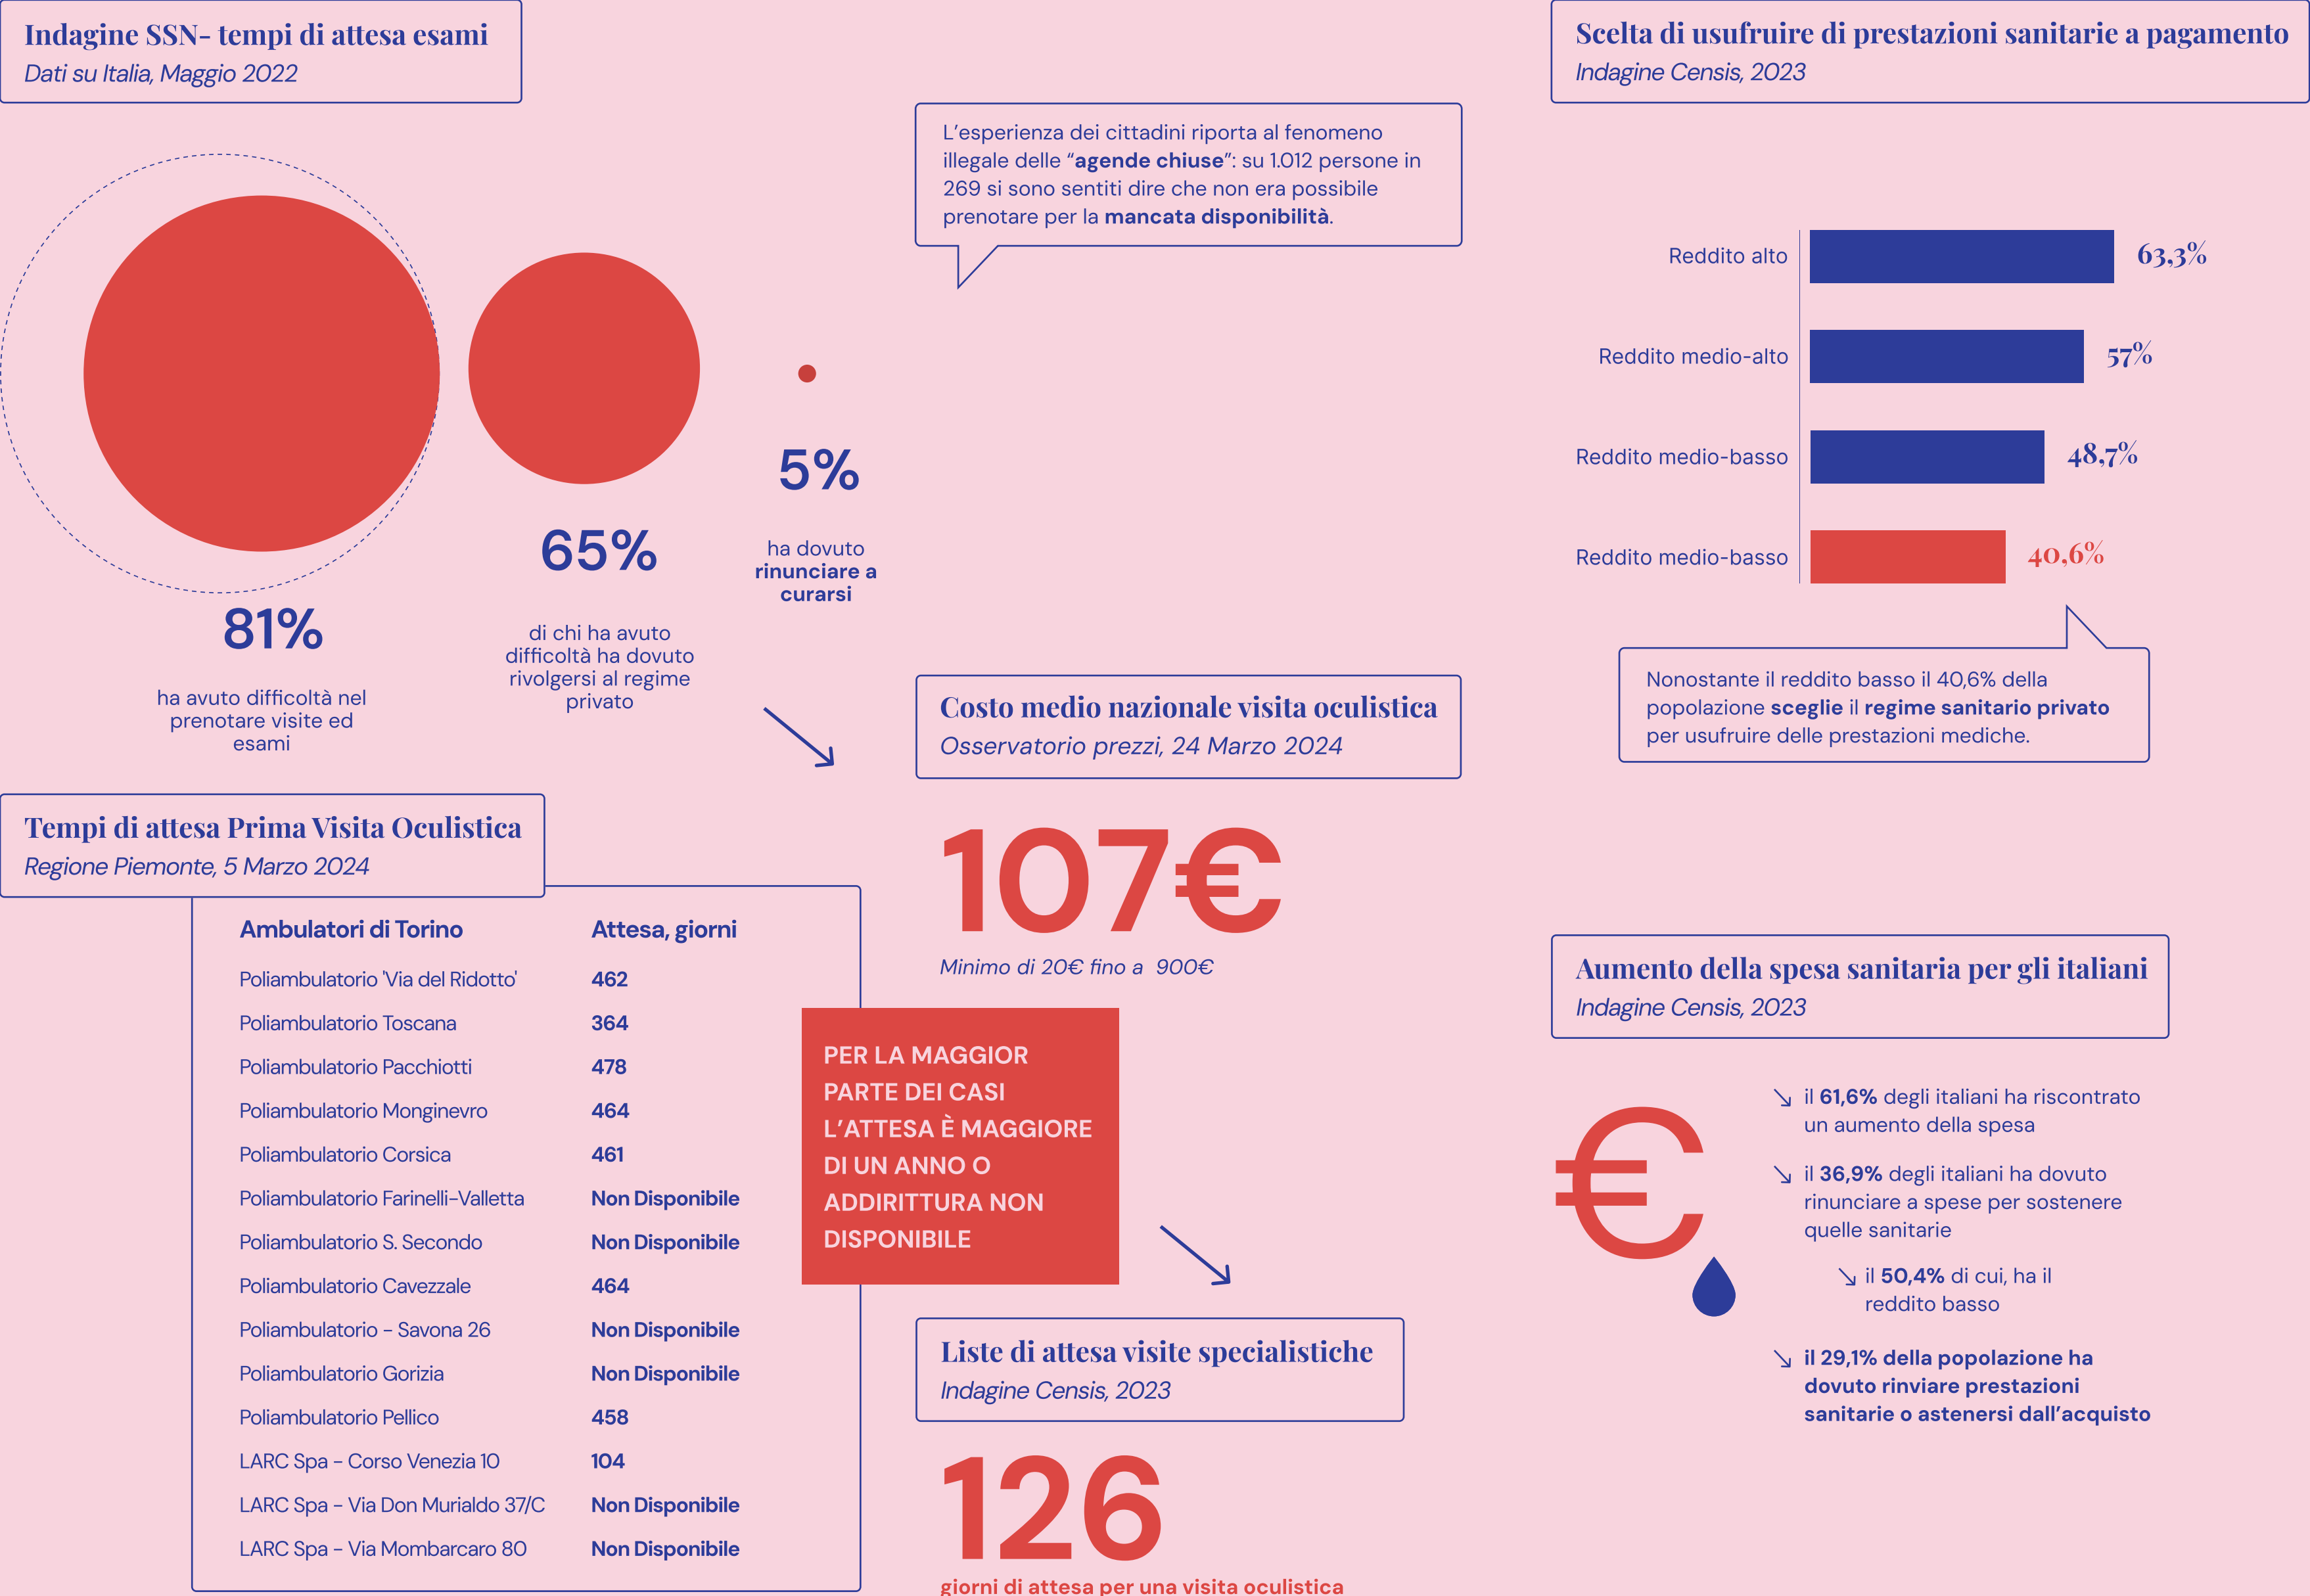 Indagine SSN- tempi di attesa esami
Dati su Italia, Maggio 2022
81%
ha avuto difficoltà nel
prenotare visite ed
esami
65%
di chi ha avuto
difficoltà ha dovuto
rivolgersi al regime
privato
5%
ha dovuto
rinunciare a
curarsi
L’esperienza dei cittadini riporta al fenomeno
illegale delle “agende chiuse”: su 1.012 persone in
269 si sono sentiti dire che non era possibile
prenotare per la mancata disponibilità.
Tempi di attesa Prima Visita Oculistica
Regione Piemonte, 5 Marzo 2024
Ambulatori di Torino Attesa, giorni
Poliambulatorio 'Via del Ridotto' 462
Poliambulatorio Toscana 364
Poliambulatorio Pacchiotti 478
Poliambulatorio Monginevro 464
Poliambulatorio Corsica 461
Poliambulatorio Farinelli-Valletta Non Disponibile
Poliambulatorio S. Secondo Non Disponibile
Poliambulatorio Cavezzale 464
Poliambulatorio - Savona 26 Non Disponibile
Poliambulatorio Gorizia Non Disponibile
Poliambulatorio Pellico 458
LARC Spa - Corso Venezia 10 104
LARC Spa - Via Don Murialdo 37/C Non Disponibile
LARC Spa - Via Mombarcaro 80 Non Disponibile
PER LA MAGGIOR
PARTE DEI CASI
L’ATTESA È MAGGIORE
DI UN ANNO O
ADDIRITTURA NON
DISPONIBILE
Costo medio nazionale visita oculistica
Osservatorio prezzi, 24 Marzo 2024
107€
Minimo di 20€ fino a 900€
Liste di attesa visite specialistiche
Indagine Censis, 2023
126
giorni di attesa per una visita oculistica
Scelta di usufruire di prestazioni sanitarie a pagamento
Indagine Censis, 2023
Reddito alto 63,3%
Reddito medio-alto 57%
Reddito medio-basso 48,7%
Reddito medio-basso 40,6%
Nonostante il reddito basso il 40,6% della
popolazione sceglie il regime sanitario privato
per usufruire delle prestazioni mediche.
Aumento della spesa sanitaria per gli italiani
Indagine Censis, 2023
€
il 61,6% degli italiani ha riscontrato
un aumento della spesa
il 36,9% degli italiani ha dovuto
rinunciare a spese per sostenere
quelle sanitarie
il 50,4% di cui, ha il
reddito basso
il 29,1% della popolazione ha
dovuto rinviare prestazioni
sanitarie o astenersi dall’acquisto